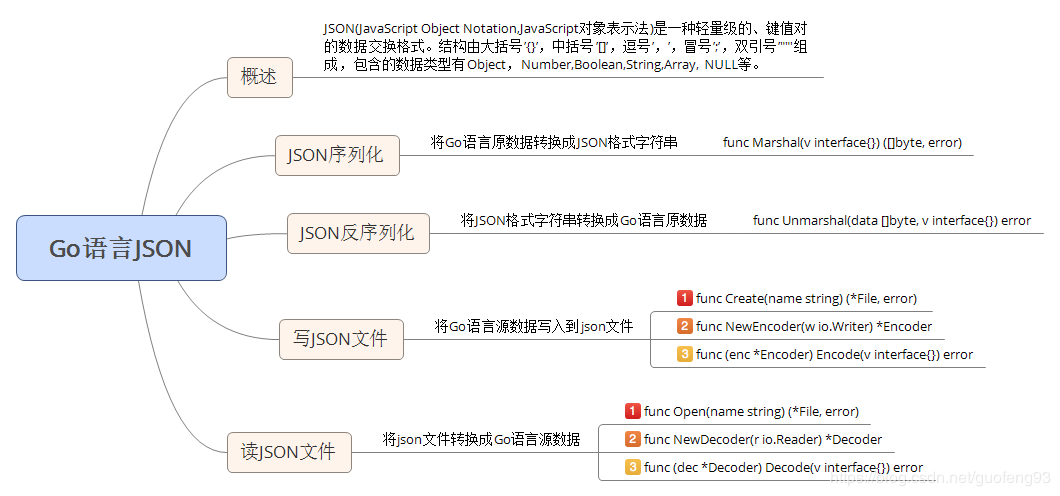 JSON(JavaScript Object Notation,JavaScript对象表示法)是一种轻量级的、键值对
的数据交换格式。结构由大括号'{}'，中括号'[]'，逗号'，'，冒号':'，双引号'""'组
成，包含的数据类型有Object，Number,Boolean,String,Array, NULL等。
概述
JSON序列化
将Go语言原数据转换成JSON格式字符串
func Marshal(v interface{}) ([]byte, error)
JSON反序列化
将JSON格式字符串转换成Go语言原数据
func Unmarshal(data []byte, v interface{}) error
Go语言JSON
写JSON文件
将Go语言源数据写入到json文件
1 func Create(name string) (*File, error)
2 func NewEncoder(w io.Writer) *Encoder
3 func (enc *Encoder) Encode(v interface{}) error
读JSON文件
将json文件转换成Go语言源数据
1 func Open(name string) (*File, error)
2 func NewDecoder(r io.Reader) *Decoder
3 func (dec *Decoder) Decode(v interface{}) error
https://blog.csdn.net/guofeng93